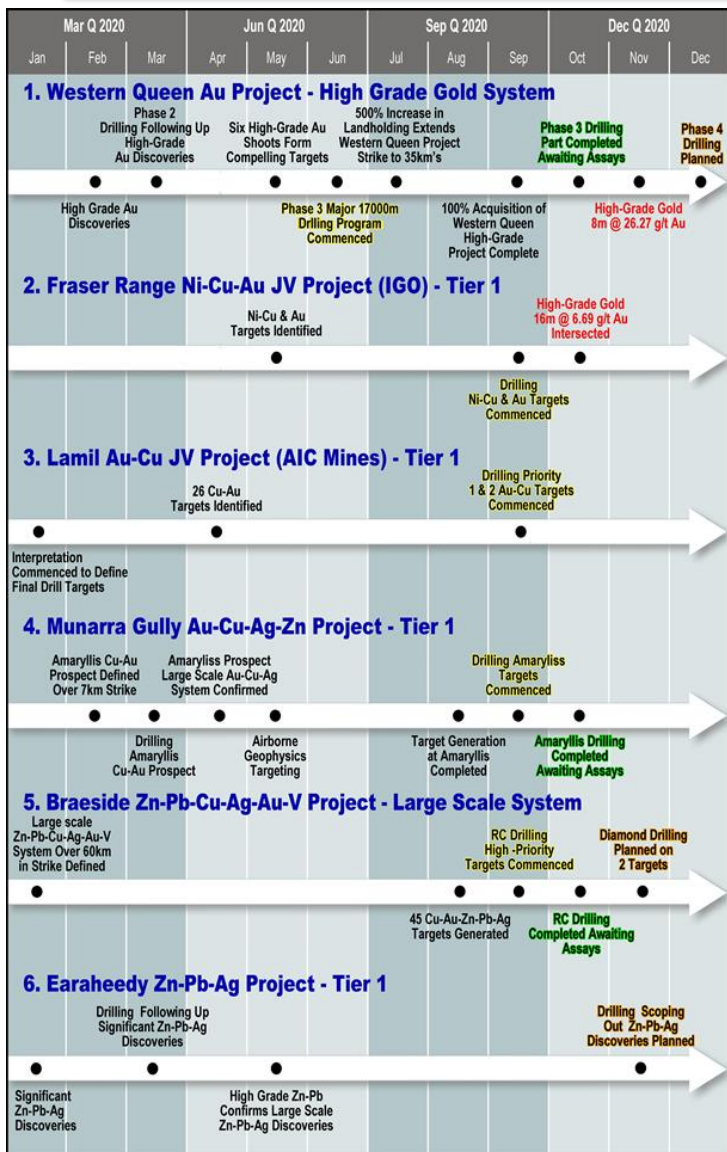 Mar Q 2020
Jun Q 2020
Sep Q 2020
Dec Q 2020
Jan
Feb
Mar
Apr
May
Jun
Jul
Aug
Sep
Oct
Nov
Dec
1. Western Queen Au Project - High Grade Gold System
Phase 2
Drilling Following Up
High-Grade
Au Discoveries
Six High-Grade Au
Shoots Form
Compelling Targets
500% Increase in
Landholding Extends
Western Queen Project
Strike to 35km's
Phase 3 Drilling
Part Completed
Awaiting Assays
Phase 4
Drilling
Planned
High Grade Au
Discoveries
Phase 3 Major 17000m
Drlling Program
Commenced
100% Acquisition of
Western Queen
High-Grade
Project Complete
High-Grade Gold
8m @ 26.27 g/t Au
2. Fraser Range Ni-Cu-Au JV Project (IGO) - Tier 1
Ni-Cu & Au
Targets Identified
High-Grade Gold
16m @ 6.69 g/t Au
Intersected
Drilling
Ni-Cu & Au Targets
Commenced
3. Lamil Au-Cu JV Project (AIC Mines) - Tier 1
26 Cu-Au
Targets Identified
Drilling Priority
1 & 2 Au-Cu Targets
Commenced
Interpretation
Commenced to Define
Final Drill Targets
4. Munarra Gully Au-Cu-Ag-Zn Project - Tier 1
Amaryllis Cu-Au
Prospect Defined
Over 7km Strike
Amaryliss Prospect
Large Scale Au-Cu-Ag
System Confirmed
Drilling Amaryliss
Targets
Commenced
Drilling
Amaryllis
Cu-Au Prospect
Airborne
Geophysics
Targeting
Target Generation
at Amaryllis
Completed
Amaryllis Drilling
Completed
Awaiting Assays
5. Braeside Zn-Pb-Cu-Ag-Au-V Project - Large Scale System
Large scale
Zn-Pb-Cu-Ag-Au-V
System Over 60km
in Strike Defined
RC Drilling
High -Priority
Targets Commenced
Diamond Drilling
Planned on
2 Targets
45 Cu-Au-Zn-Pb-Ag
Targets Generated
RC Drilling
Completed Awaiting
Assays
6. Earaheedy Zn-Pb-Ag Project - Tier 1
Drilling Following Up
Significant Zn-Pb-Ag
Discoveries
Drilling Scoping
Out Zn-Pb-Ag
Discoveries Planned
Significant
Zn-Pb-Ag
Discoveries
High Grade Zn-Pb
Confirms Large Scale
Zn-Pb-Ag Discoveries